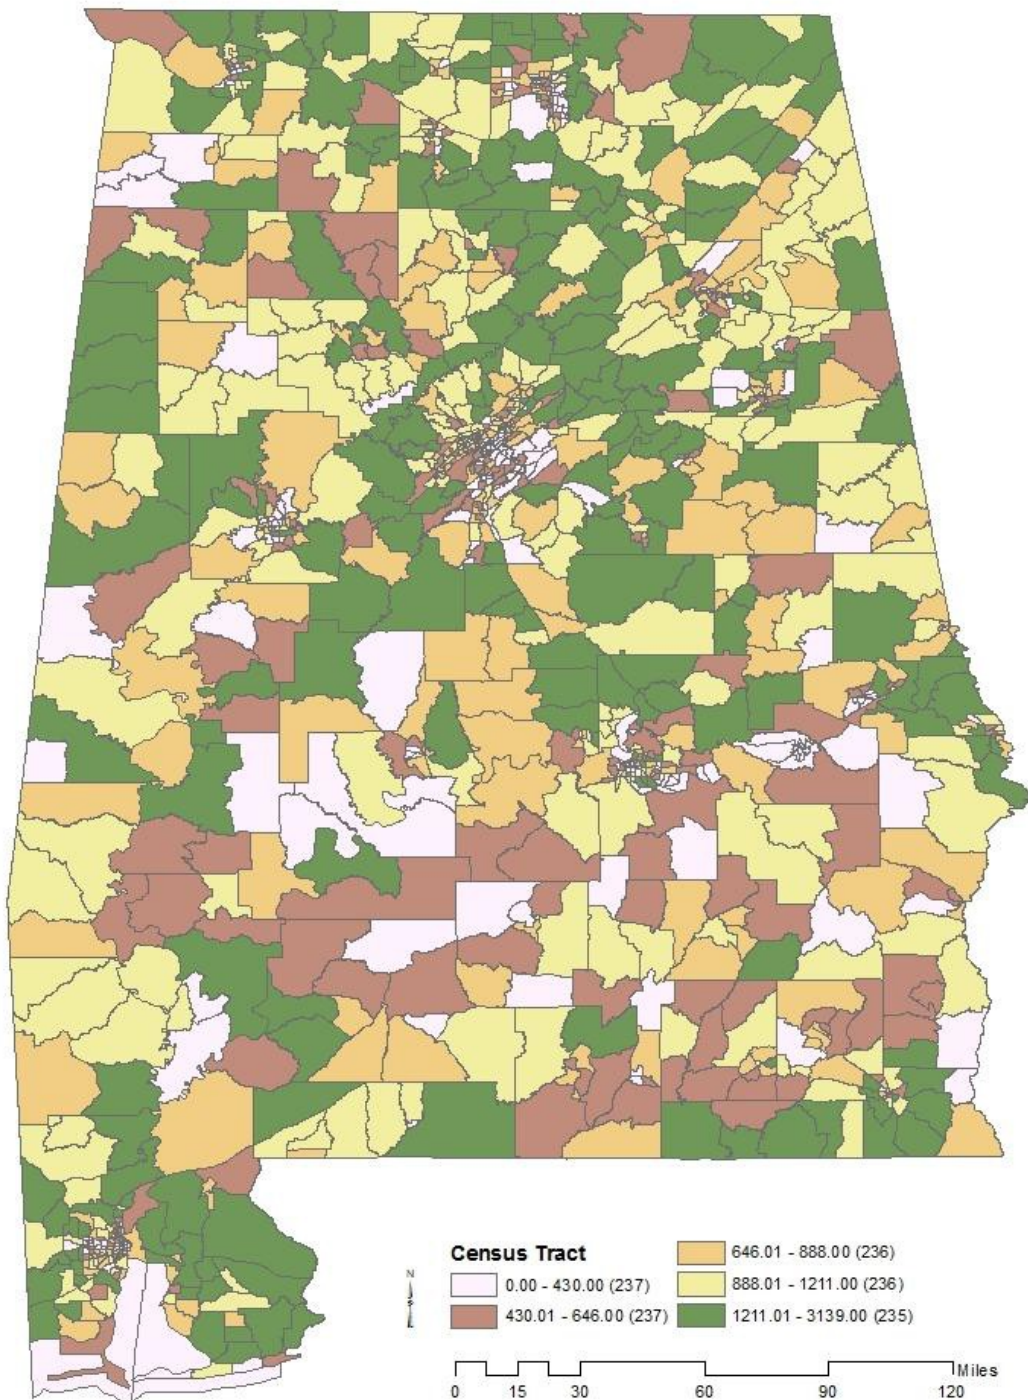 Census Tract
0.00 - 430.00 (237)
430.01 - 646.00 (237)
646.01 - 888.00 (236)
888.01 - 1211.00 (236)
1211.01 - 3139.00 (235)
N
Miles
0 15 30 60 90 120